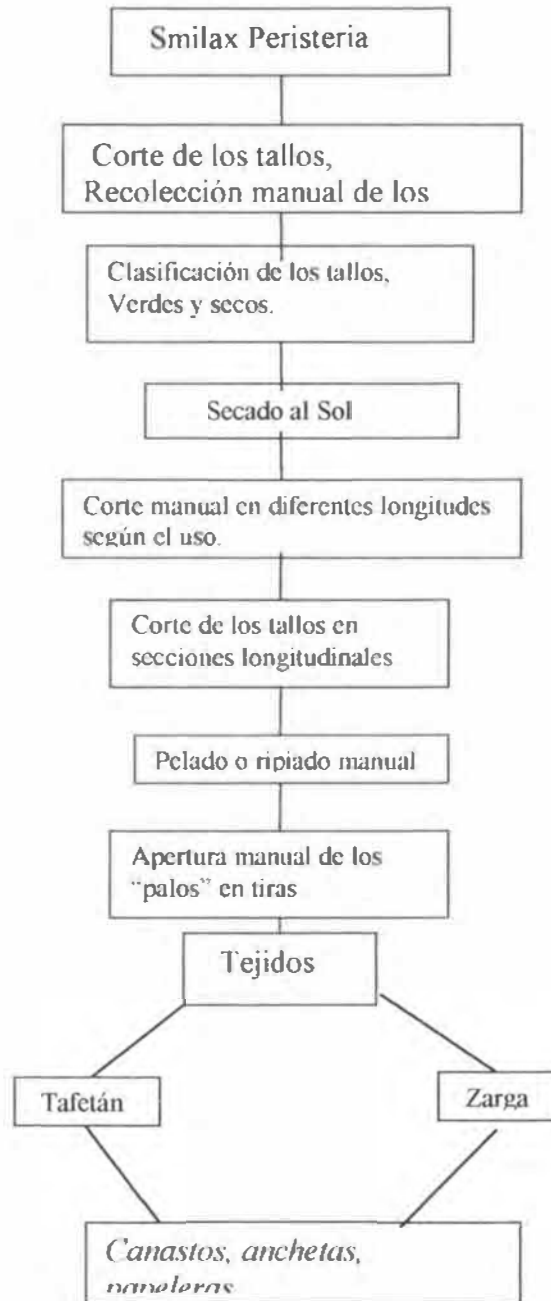 Smilax Peristeria
Corte de los tallos,
Recolección manual de los
Clasificación de los tallos,
Verdes y secos.
Secado al Sol
Corte manual en diferentes longitudes
según el uso.
Corte de los tallos en
secciones longitudinales
Pelado o ripiado manual
Apertura manual de los
“palos” en tiras
Tejidos
Tafetán
Zarga
Canastos, anchetas,
papeleras